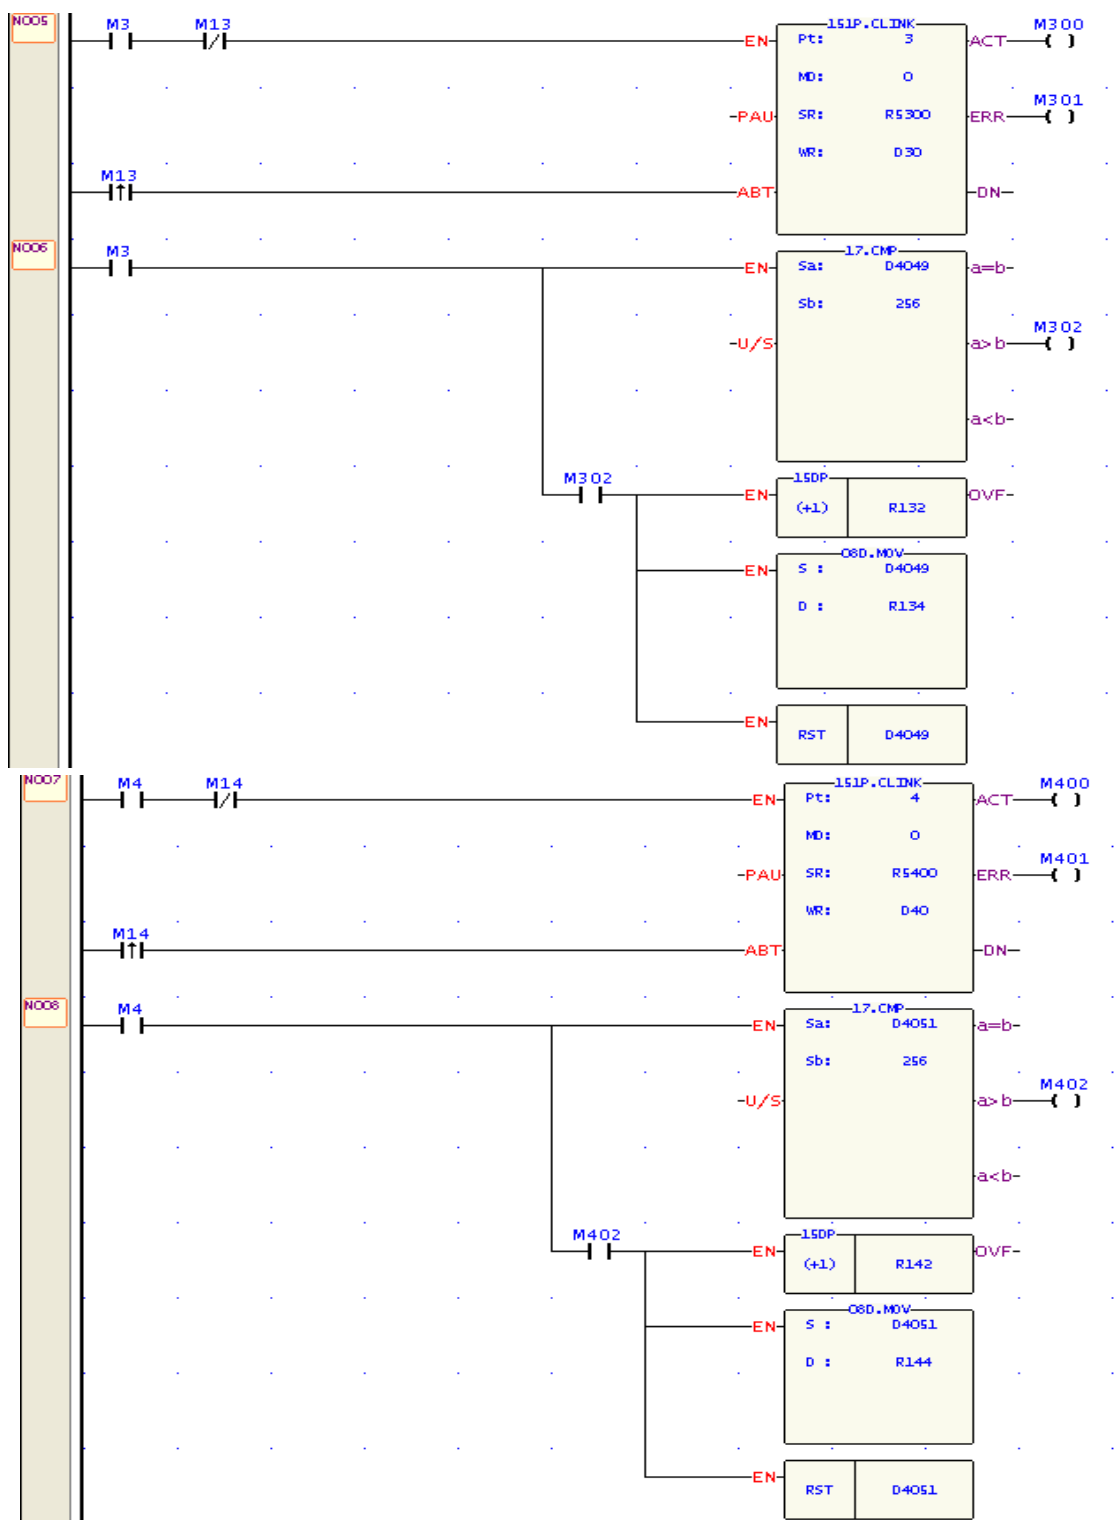 N005
M3 M13
151P.CLINK
EN Pt: 3 ACT M300
MD: 0
PAU SR: R5300 ERR M301
WR: D30
M13
ABT DN
N006
M3
17.CMP
EN Sa: D4049 a=b
Sb: 256
U/S a>b M302
a<b
M302
15DP
EN (+1) R132 OVF
08D.MOV
EN S : D4049
D : R134
EN RST D4049
N007
M4 M14
151P.CLINK
EN Pt: 4 ACT M400
MD: 0
PAU SR: R5400 ERR M401
WR: D40
M14
ABT DN
N008
M4
17.CMP
EN Sa: D4051 a=b
Sb: 256
U/S a>b M402
a<b
M402
15DP
EN (+1) R142 OVF
08D.MOV
EN S : D4051
D : R144
EN RST D4051